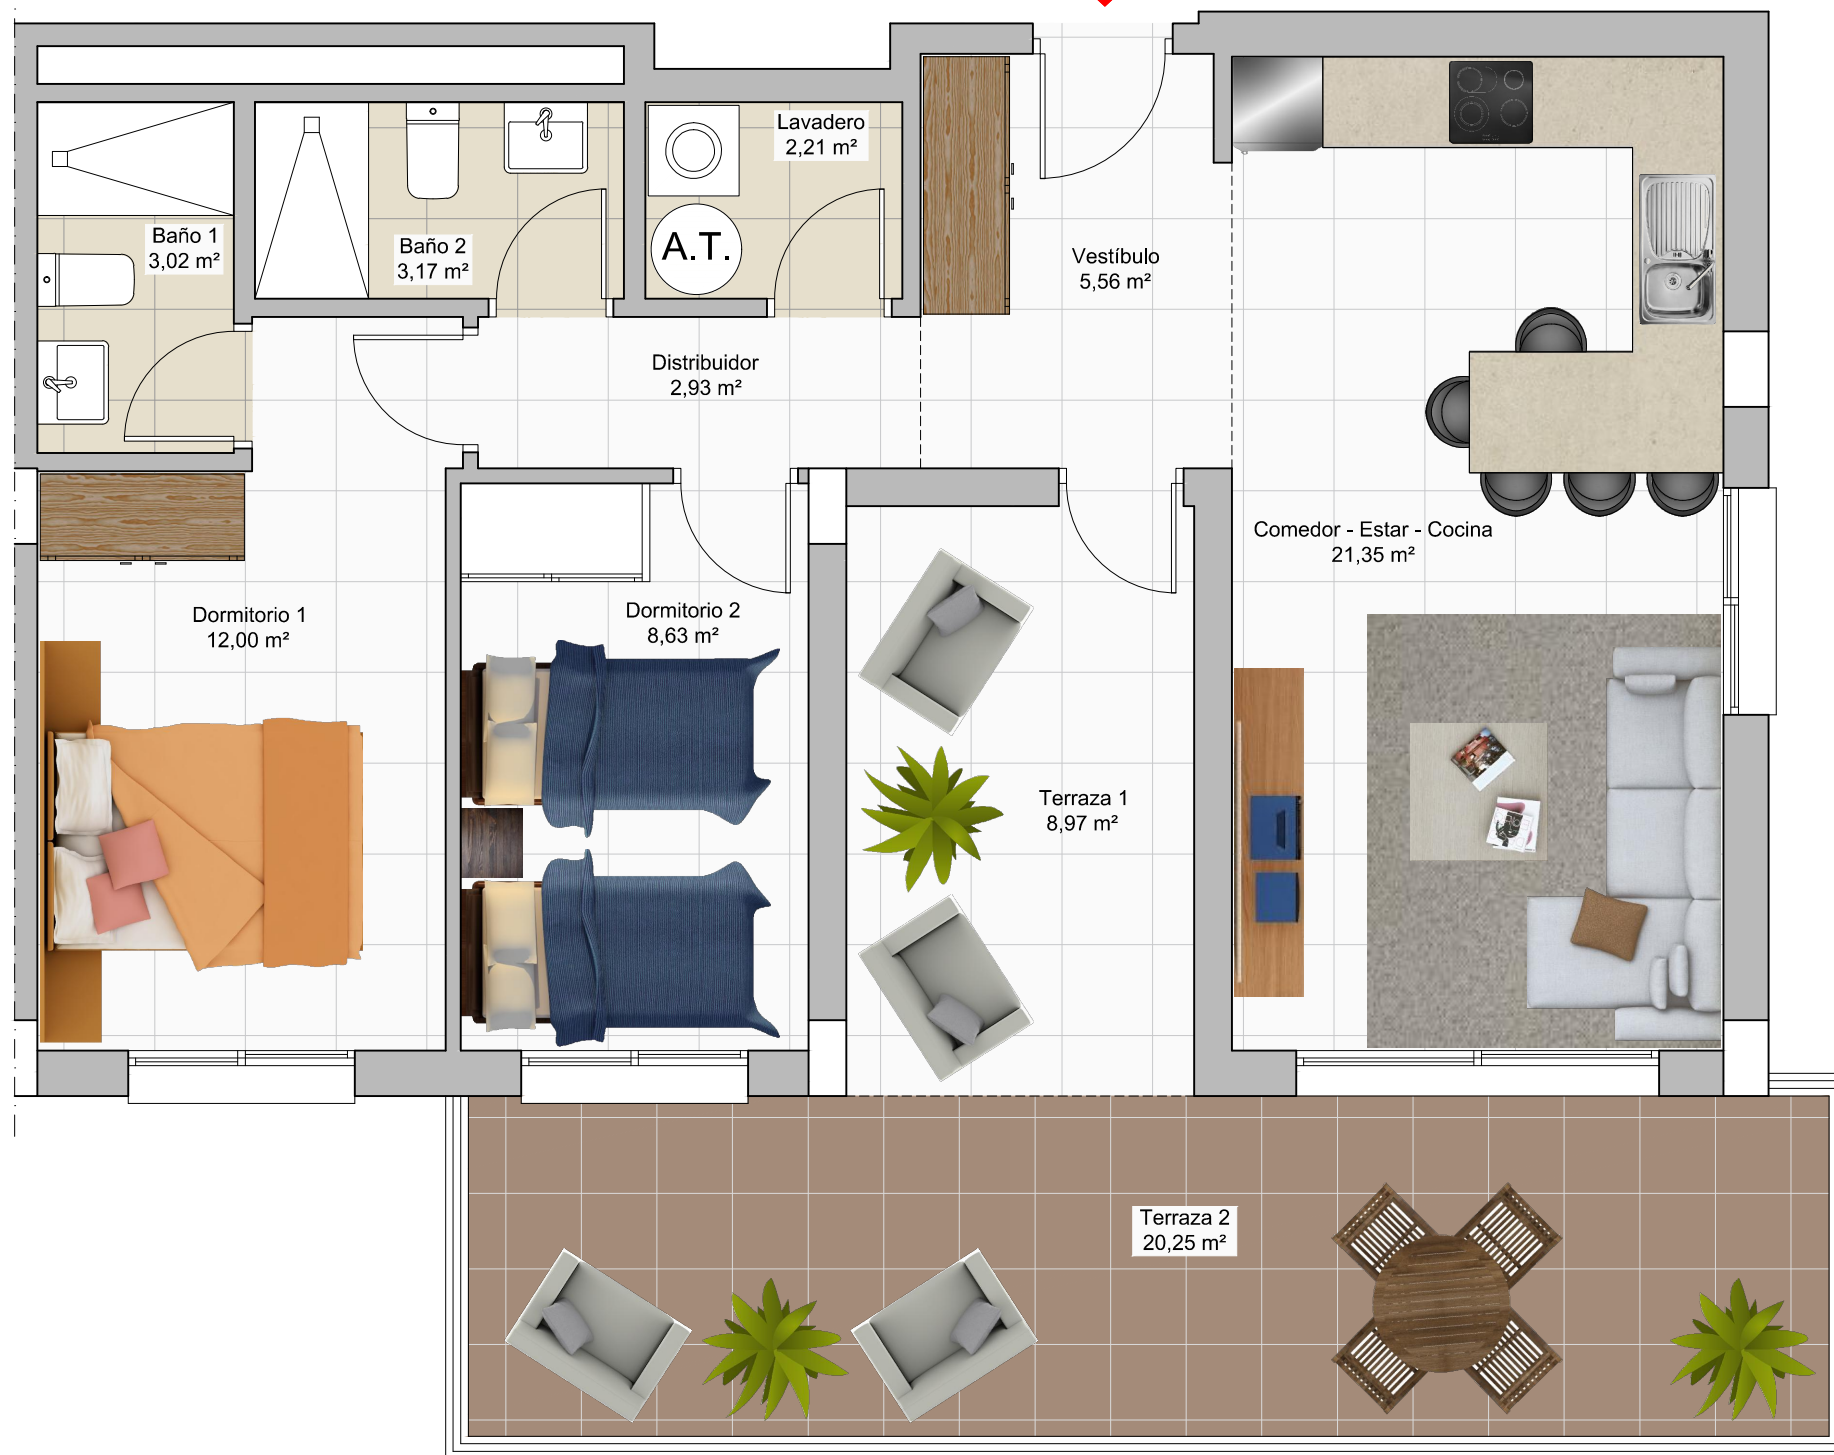 Lavadero
2,21 m²
Baño 1
3,02 m²
Baño 2
3,17 m²
A.T.
Vestíbulo
5,56 m²
Distribuidor
2,93 m²
Comedor - Estar - Cocina
21,35 m²
Dormitorio 1
12,00 m²
Dormitorio 2
8,63 m²
Terraza 1
8,97 m²
Terraza 2
20,25 m²